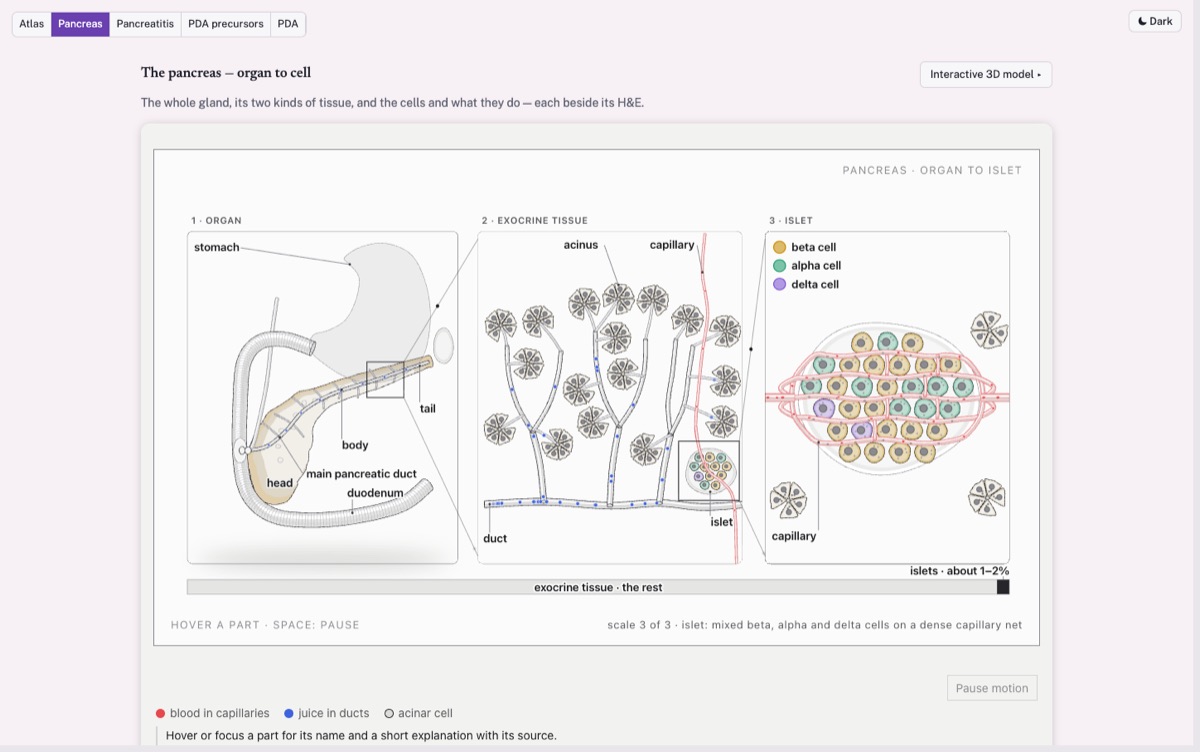 Atlas
Pancreas
Pancreatitis
PDA precursors
PDA
Dark
The pancreas – organ to cell
Interactive 3D model
The whole gland, its two kinds of tissue, and the cells and what they do — each beside its H&E.
PANCREAS · ORGAN TO ISLET
1 · ORGAN
2 · EXOCRINE TISSUE
3 · ISLET
stomach
acinus
capillary
beta cell
alpha cell
delta cell
tail
body
main pancreatic duct
head
duodenum
islet
duct
capillary
islets · about 1–2%
exocrine tissue · the rest
HOVER A PART · SPACE: PAUSE
scale 3 of 3 · islet: mixed beta, alpha and delta cells on a dense capillary net
Pause motion
blood in capillaries
juice in ducts
acinar cell
Hover or focus a part for its name and a short explanation with its source.